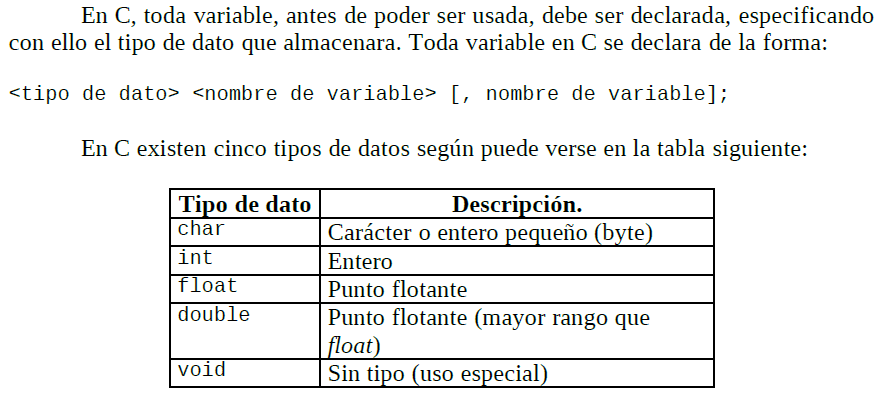 En C, toda variable, antes de poder ser usada, debe ser declarada, especificando
con ello el tipo de dato que almacenara. Toda variable en C se declara de la forma:
<tipo de dato> <nombre de variable> [, nombre de variable];
En C existen cinco tipos de datos según puede verse en la tabla siguiente:
Tipo de dato Descripción.
char Carácter o entero pequeño (byte)
int Entero
float Punto flotante
double Punto flotante (mayor rango que
float)
void Sin tipo (uso especial)